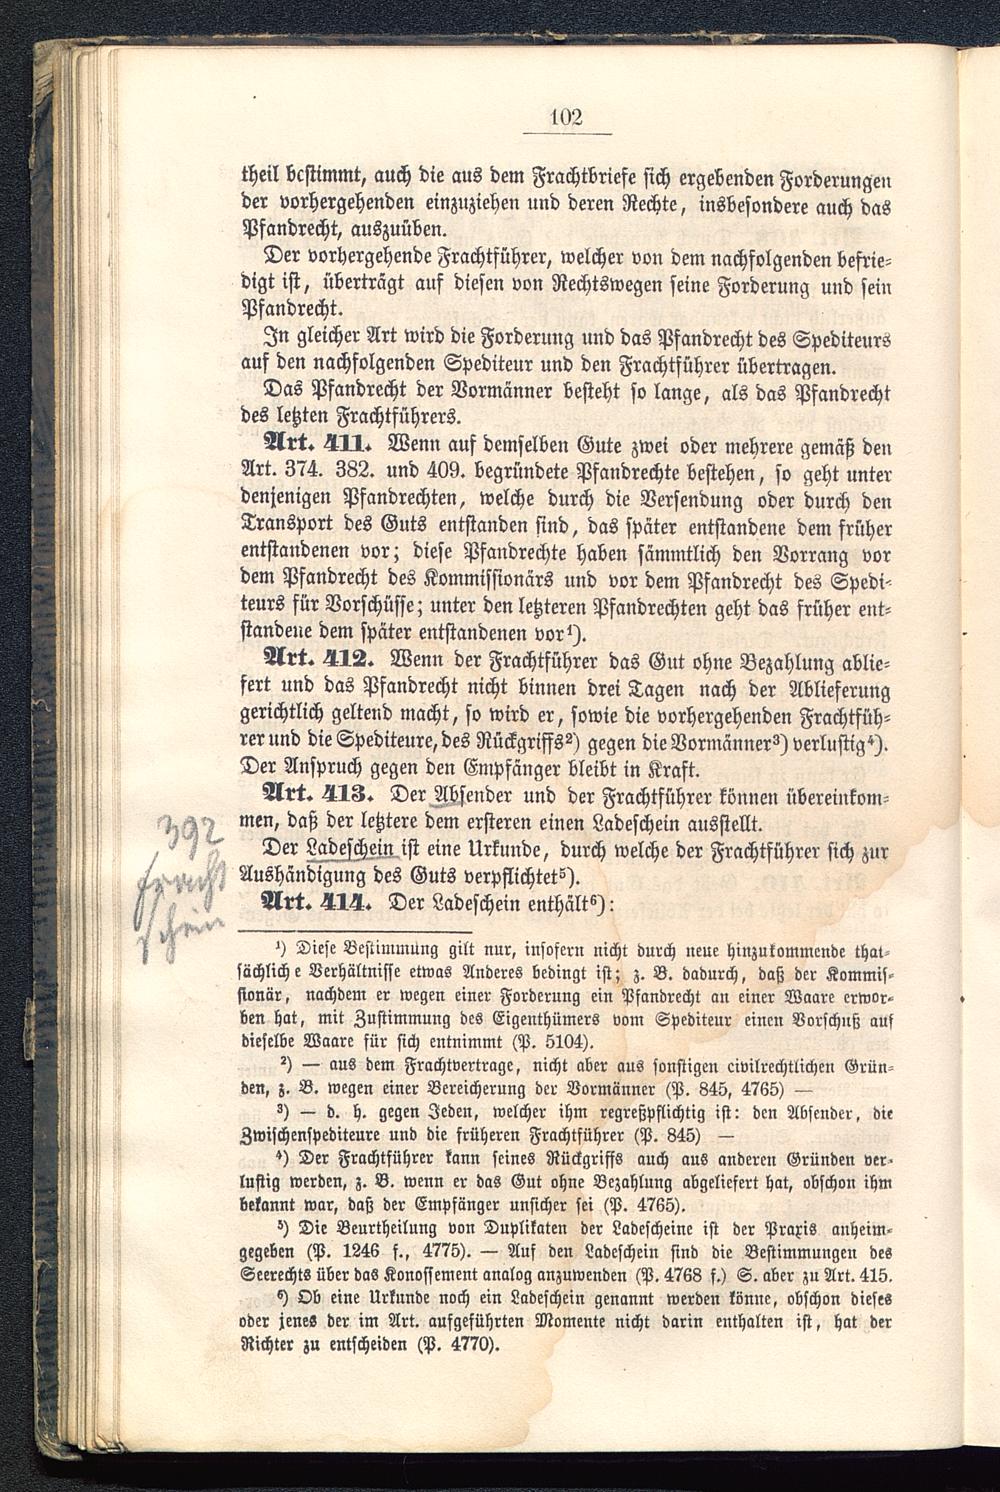 102
theil bestimmt, auch die aus dem Frachtbriefe sich ergebenden Forderungen
der vorhergehenden einzuziehen und deren Rechte, insbesondere auch das
Pfandrecht, auszuüben.
Der vorhergehende Frachtführer, welcher von dem nachfolgenden befrie-
digt ist, überträgt auf diesen von Rechtswegen seine Forderung und sein
Pfandrecht.
In gleicher Art wird die Forderung und das Pfandrecht des Spediteurs
auf den nachfolgenden Spediteur und den Frachtführer übertragen.
Das Pfandrecht der Vormänner besteht so lange, als das Pfandrecht
des letzten Frachtführers.
Art. 411. Wenn auf demselben Gute zwei oder mehrere gemäß den
Art. 374. 382. und 409. begründete Pfandrechte bestehen, so geht unter
denjenigen Pfandrechten, welche durch die Versendung oder durch den
Transport des Guts entstanden sind, das später entstandene dem früher
entstandenen vor; diese Pfandrechte haben sämmtlich den Vorrang vor
dem Pfandrecht des Kommissionärs und vor dem Pfandrecht des Spedi-
teurs für Vorschüsse; unter den letzteren Pfandrechten geht das früher ent-
standene dem später entstandenen vor¹).
Art. 412. Wenn der Frachtführer das Gut ohne Bezahlung ablie-
fert und das Pfandrecht nicht binnen drei Tagen nach der Ablieferung
gerichtlich geltend macht, so wird er, sowie die vorhergehenden Frachtfüh-
rer und die Spediteure, des Rückgriffs²) gegen die Vormänner³) verlustig⁴).
Der Anspruch gegen den Empfänger bleibt in Kraft.
Art. 413. Der Absender und der Frachtführer können übereinkom-
men, daß der letztere dem ersteren einen Ladeschein ausstellt.
Der Ladeschein ist eine Urkunde, durch welche der Frachtführer sich zur
Aushändigung des Guts verpflichtet⁵).
Art. 414. Der Ladeschein enthält⁶):
392
Fracht
schein
¹) Diese Bestimmung gilt nur, insofern nicht durch neue hinzukommende that-
sächlich e Verhältnisse etwas Anderes bedingt ist; z. B. dadurch, daß der Kommis-
sionär, nachdem er wegen einer Forderung ein Pfandrecht an einer Waare erwor-
ben hat, mit Zustimmung des Eigenthümers vom Spediteur einen Vorschuß auf
dieselbe Waare für sich entnimmt (P. 5104).
²) — aus dem Frachtvertrage, nicht aber aus sonstigen civilrechtlichen Grün-
den, z. B. wegen einer Bereicherung der Vormänner (P. 845, 4765) —
³) — d. h. gegen Jeden, welcher ihm regreßpflichtig ist: den Absender, die
Zwischenspediteure und die früheren Frachtführer (P. 845) —
⁴) Der Frachtführer kann seines Rückgriffs auch aus anderen Gründen ver-
lustig werden, z. B. wenn er das Gut ohne Bezahlung abgeliefert hat, obschon ihm
bekannt war, daß der Empfänger unsicher sei (P. 4765).
⁵) Die Beurtheilung von Duplikaten der Ladescheine ist der Praxis anheim-
gegeben (P. 1246 f., 4775). — Auf den Ladeschein sind die Bestimmungen des
Seerechts über das Konossement analog anzuwenden (P. 4768 f.) S. aber zu Art. 415.
⁶) Ob eine Urkunde noch ein Ladeschein genannt werden könne, obschon dieses
oder jenes der im Art. aufgeführten Momente nicht darin enthalten ist, hat der
Richter zu entscheiden (P. 4770).